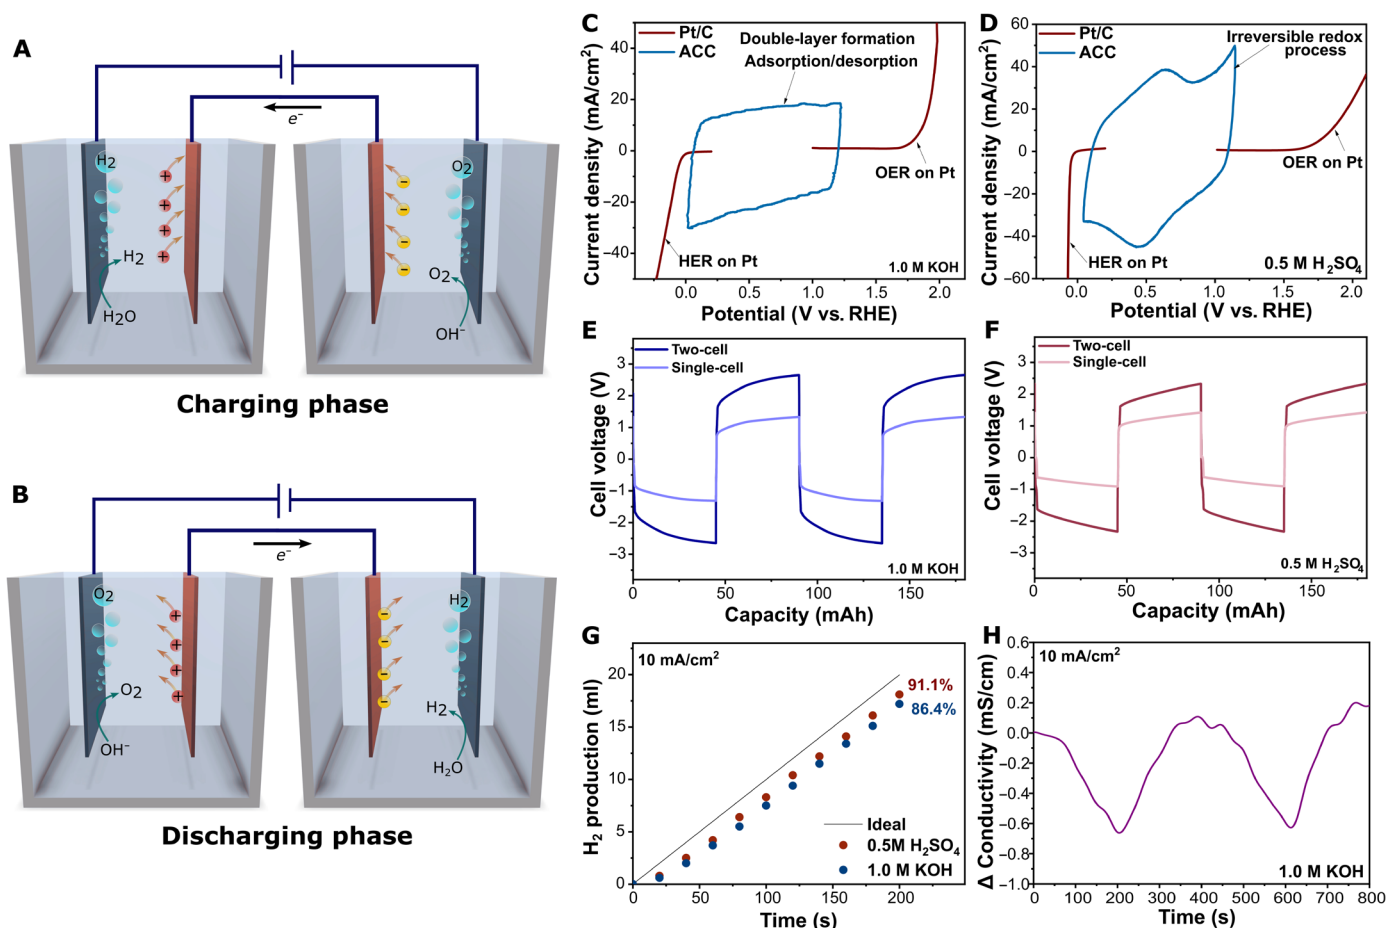 A
e⁻
H₂
O₂
+
+
+
+
−
−
−
−
H₂
H₂O
O₂
OH⁻
Charging phase
B
e⁻
O₂
H₂
+
+
+
+
−
−
−
−
O₂
OH⁻
H₂
H₂O
Discharging phase
C
Pt/C
ACC
Double-layer formation
Adsorption/desorption
OER on Pt
HER on Pt
1.0 M KOH
Current density (mA/cm²)
40
20
0
−20
−40
0.0
0.5
1.0
1.5
2.0
Potential (V vs. RHE)
D
Pt/C
ACC
Irreversible redox
process
OER on Pt
HER on Pt
0.5 M H₂SO₄
Current density (mA/cm²)
60
40
20
0
−20
−40
−60
0.0
0.5
1.0
1.5
2.0
Potential (V vs. RHE)
E
Two-cell
Single-cell
1.0 M KOH
Cell voltage (V)
3
2
1
0
−1
−2
−3
0
50
100
150
Capacity (mAh)
F
Two-cell
Single-cell
0.5 M H₂SO₄
Cell voltage (V)
3
2
1
0
−1
−2
−3
0
50
100
150
Capacity (mAh)
G
10 mA/cm²
91.1%
86.4%
Ideal
0.5M H₂SO₄
1.0 M KOH
H₂ production (ml)
20
15
10
5
0
0
50
100
150
200
Time (s)
H
10 mA/cm²
1.0 M KOH
Δ Conductivity (mS/cm)
0.6
0.4
0.2
0.0
−0.2
−0.4
−0.6
−0.8
−1.0
0
100
200
300
400
500
600
700
800
Time (s)